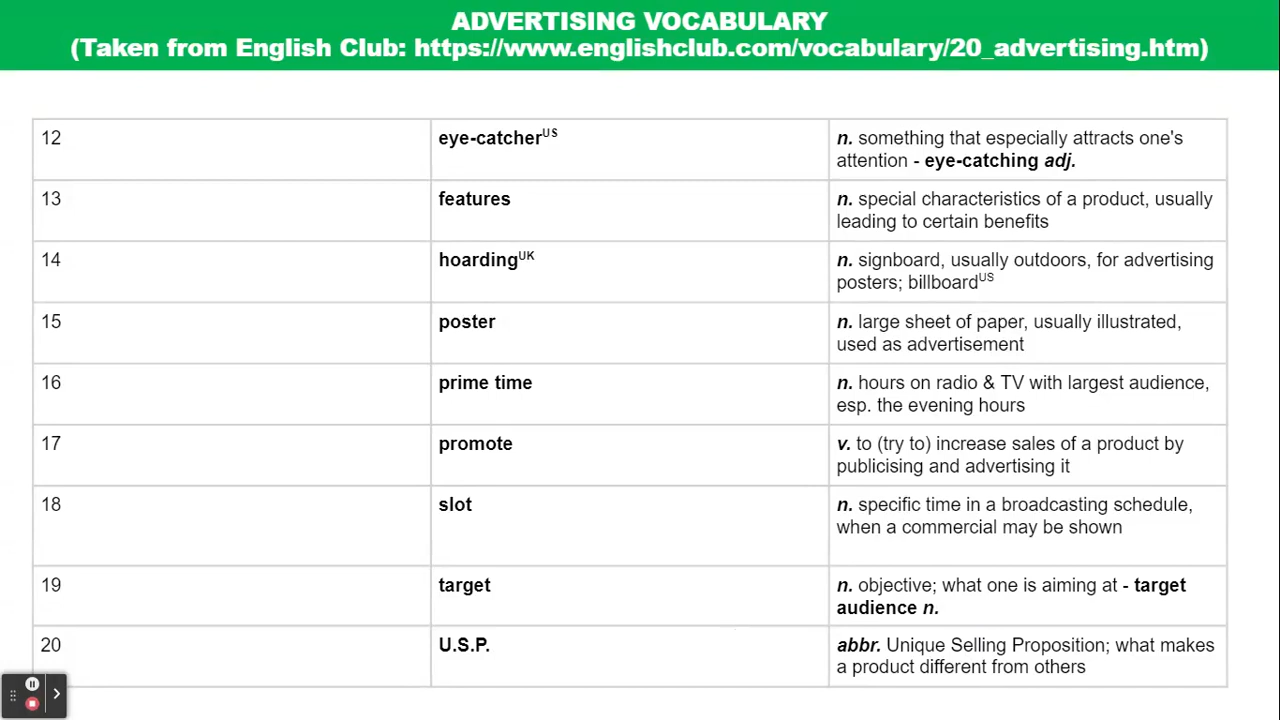 ADVERTISING VOCABULARY
(Taken from English Club: https://www.englishclub.com/vocabulary/20_advertising.htm)
12
eye-catcherUS
n. something that especially attracts one's
attention - eye-catching adj.
13
features
n. special characteristics of a product, usually
leading to certain benefits
14
hoardingUK
n. signboard, usually outdoors, for advertising
posters; billboardUS
15
poster
n. large sheet of paper, usually illustrated,
used as advertisement
16
prime time
n. hours on radio & TV with largest audience,
esp. the evening hours
17
promote
v. to (try to) increase sales of a product by
publicising and advertising it
18
slot
n. specific time in a broadcasting schedule,
when a commercial may be shown
19
target
n. objective; what one is aiming at - target
audience n.
20
U.S.P.
abbr. Unique Selling Proposition; what makes
a product different from others